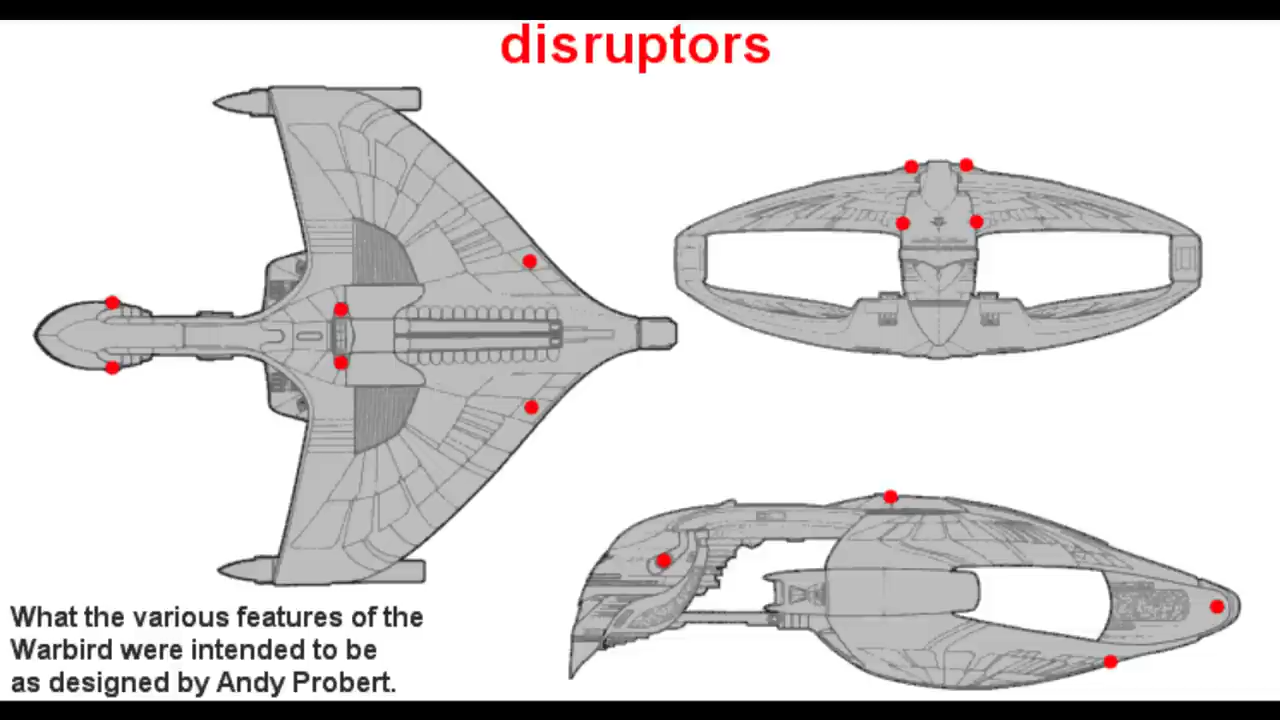 disruptors
What the various features of the
Warbird were intended to be
as designed by Andy Probert.